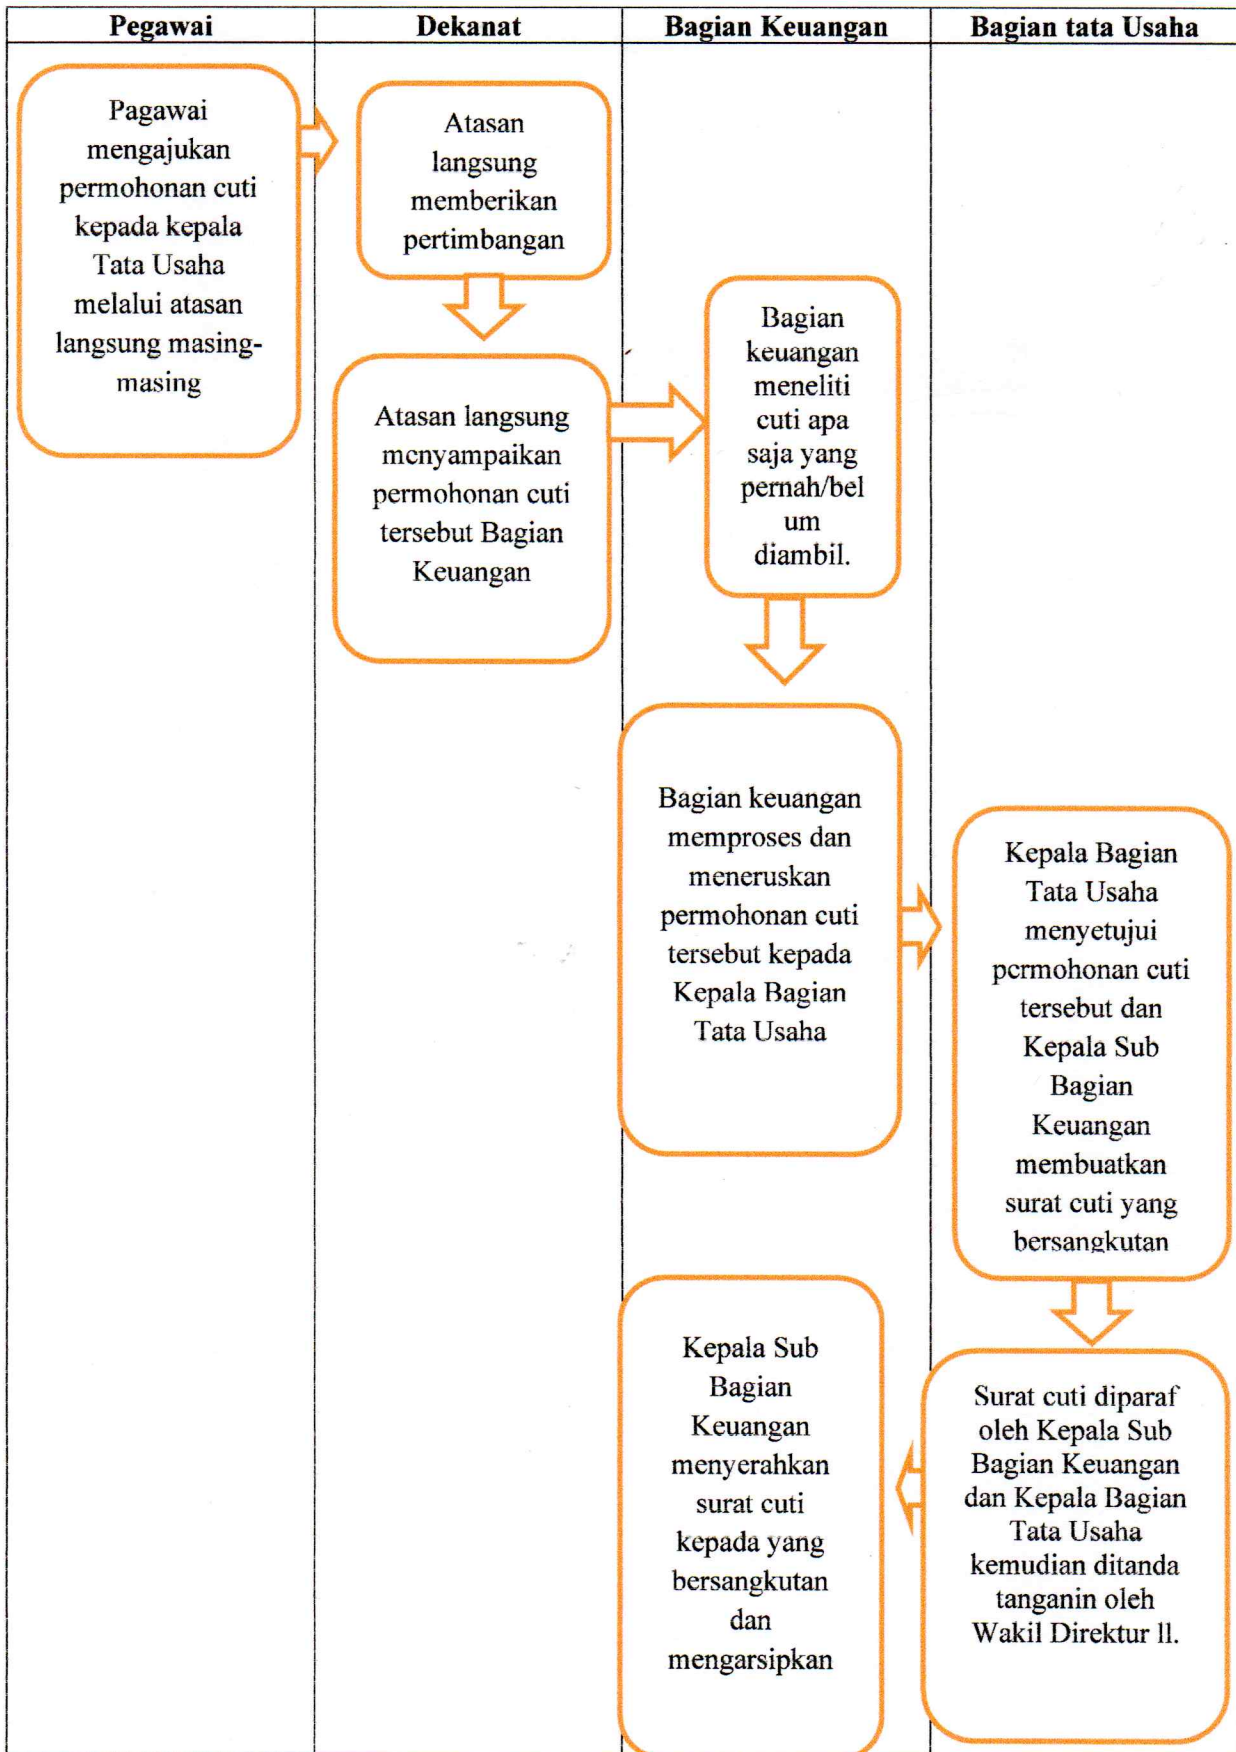 Pegawai
Dekanat
Bagian Keuangan
Bagian tata Usaha
Pagawai
mengajukan
permohonan cuti
kepada kepala
Tata Usaha
melalui atasan
langsung masing-
masing
Atasan
langsung
memberikan
pertimbangan
Atasan langsung
menyampaikan
permohonan cuti
tersebut Bagian
Keuangan
Bagian
keuangan
meneliti
cuti apa
saja yang
pernah/bel
um
diambil.
Bagian keuangan
memproses dan
meneruskan
permohonan cuti
tersebut kepada
Kepala Bagian
Tata Usaha
Kepala Bagian
Tata Usaha
menyetujui
permohonan cuti
tersebut dan
Kepala Sub
Bagian
Keuangan
membuatkan
surat cuti yang
bersangkutan
Surat cuti diparaf
oleh Kepala Sub
Bagian Keuangan
dan Kepala Bagian
Tata Usaha
kemudian ditanda
tanganin oleh
Wakil Direktur ll.
Kepala Sub
Bagian
Keuangan
menyerahkan
surat cuti
kepada yang
bersangkutan
dan
mengarsipkan